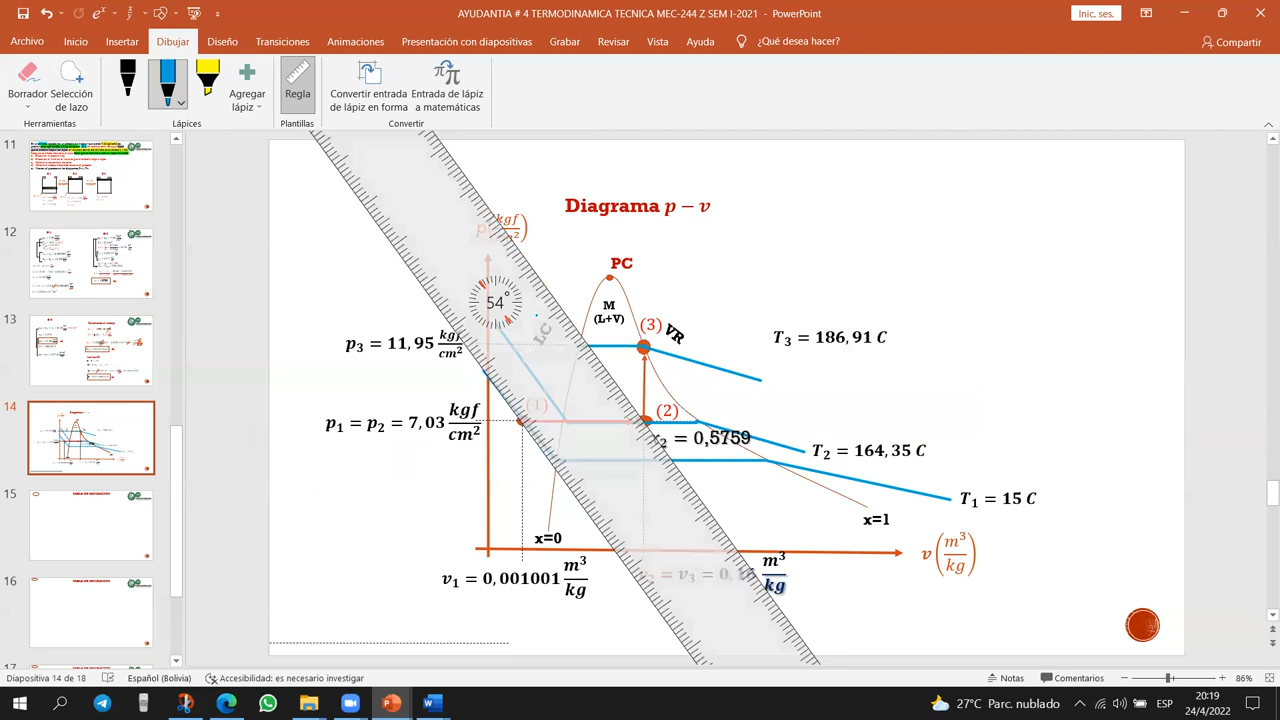 AYUDANTIA # 4 TERMODINAMICA TECNICA MEC-244 Z SEM I-2021 - PowerPoint
Inic. ses.
Archivo Inicio Insertar Dibujar Diseño Transiciones Animaciones Presentación con diapositivas Grabar Revisar Vista Ayuda ¿Qué desea hacer? Compartir
Borrador
Selección de lazo
Agregar lápiz
Regla
Convertir entrada de lápiz en forma
Entrada de lápiz a matemáticas
Herramientas Lápices Plantillas Convertir
11
12
13
14
15
16
17
Diagrama p − v
PC
M
(L+V)
54°
LC
(3)
VR
T₃ = 186,91 C
p₃ = 11,95 kgf/cm²
(1)
(2)
p₁ = p₂ = 7,03 kgf/cm²
= 0,5759
T₂ = 164,35 C
T₁ = 15 C
x=1
x=0
v (m³/kg)
v₁ = 0,001001 m³/kg
= v₃ = 0, m³/kg
Diapositiva 14 de 18 Español (Bolivia) Accesibilidad: es necesario investigar Notas Comentarios 86%
27°C Parc. nublado ESP 20:19
24/4/2022